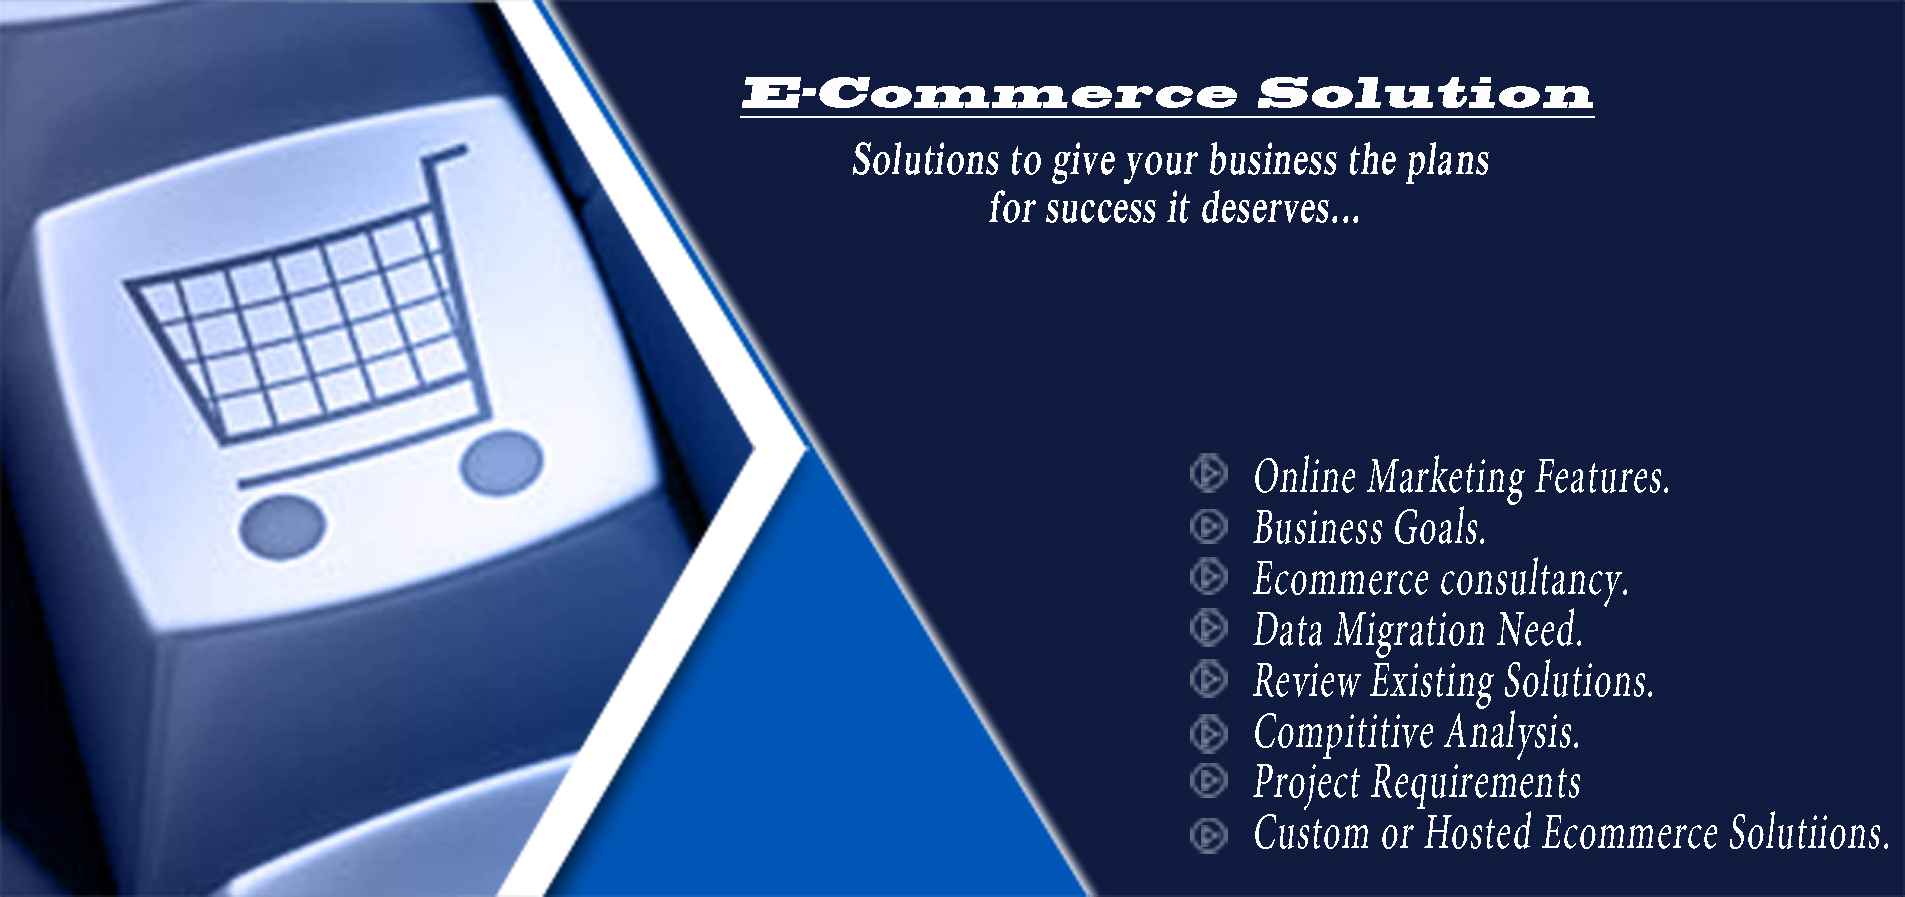 E-Commerce Solution
Solutions to give your business the plans
for success it deserves...
Online Marketing Features.
Business Goals.
Ecommerce consultancy.
Data Migration Need.
Review Existing Solutions.
Compititive Analysis.
Project Requirements
Custom or Hosted Ecommerce Solutiions.